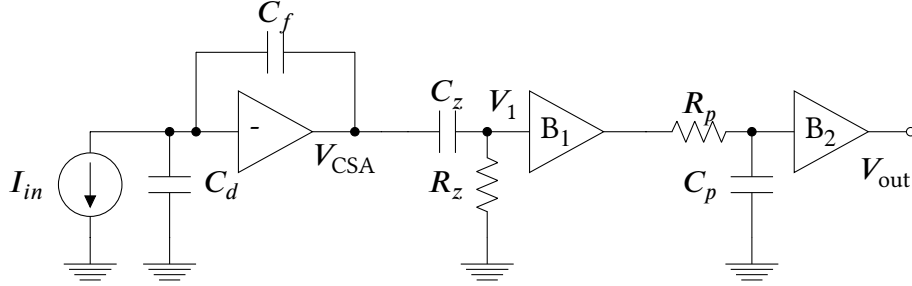 C_f
C_z
V_1
R_p
-
B_1
B_2
V_CSA
V_out
I_in
C_d
R_z
C_p